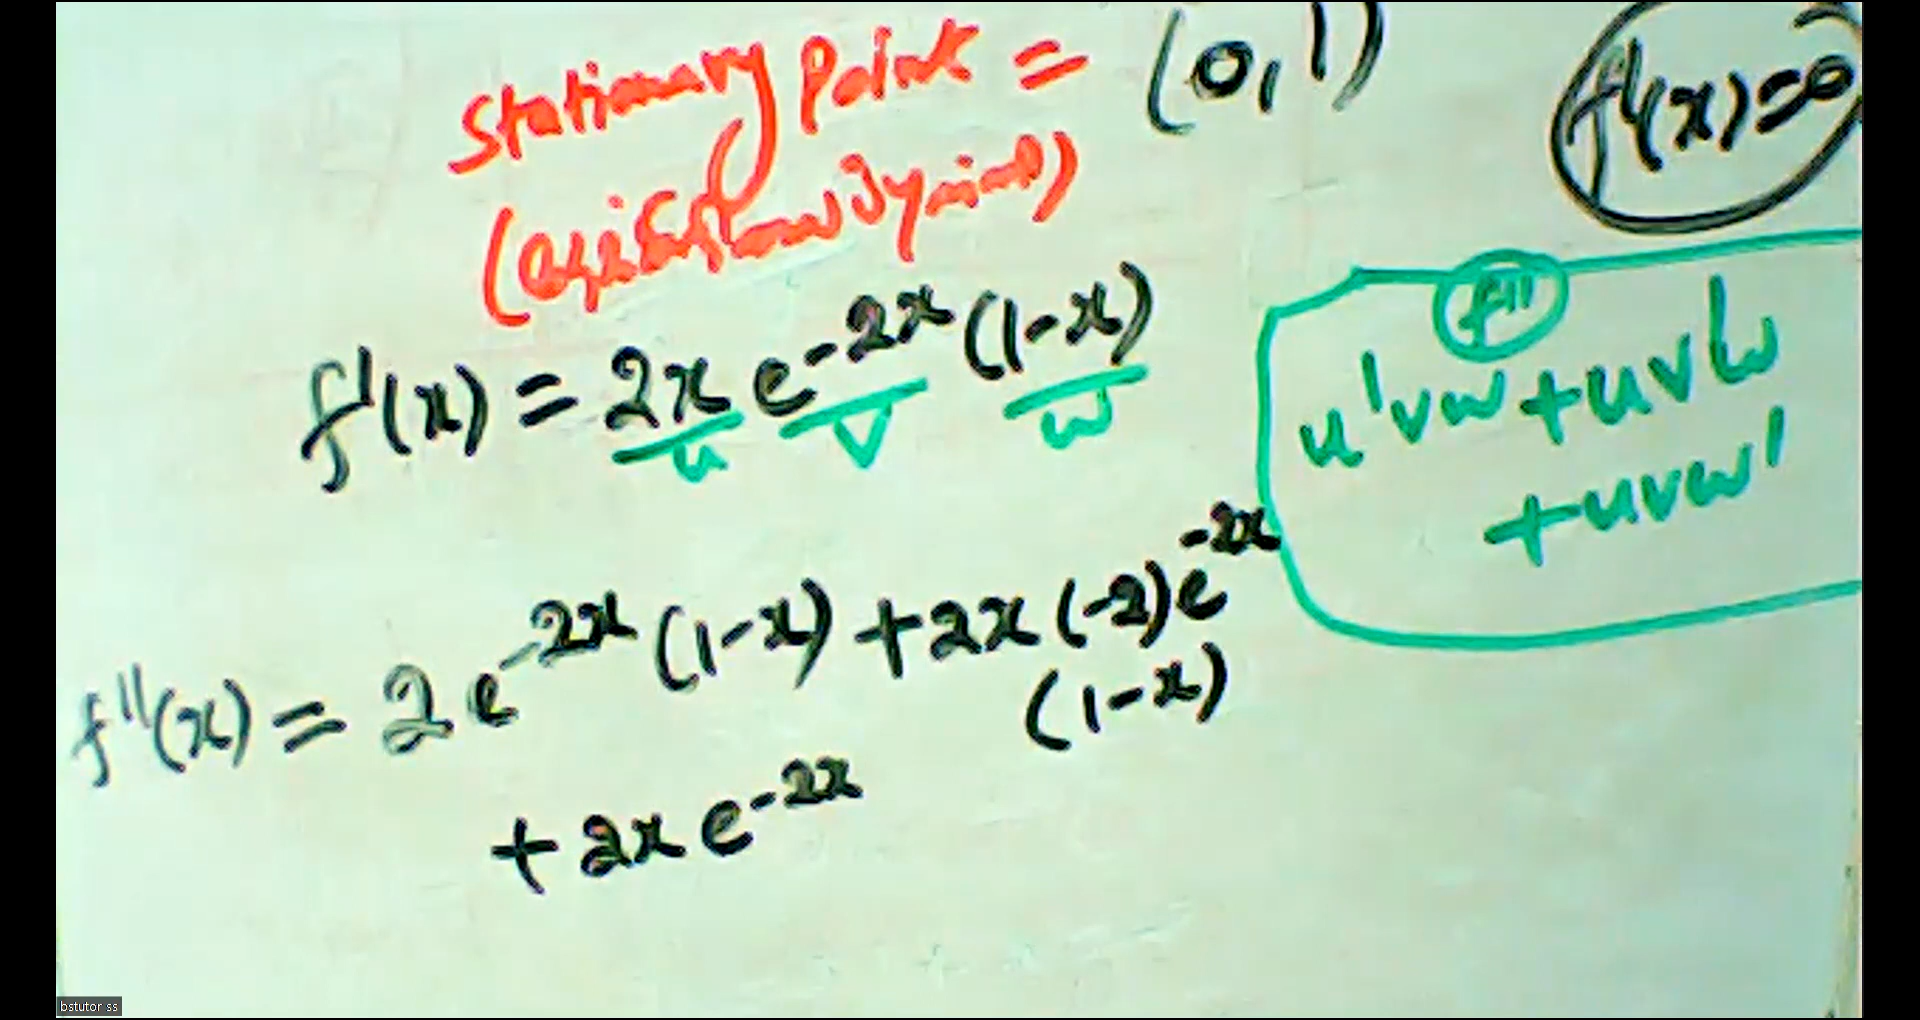 Stationary Point = (0, 1)
f'(x)=0
f'(x) = 2x e^-2x (1-x)
u v w
f''
u'vw + uv'w
+ uvw'
f''(x) = 2 e^-2x (1-x) + 2x (-2) e^-2x
(1-x)
+ 2x e^-2x
bstutor ss